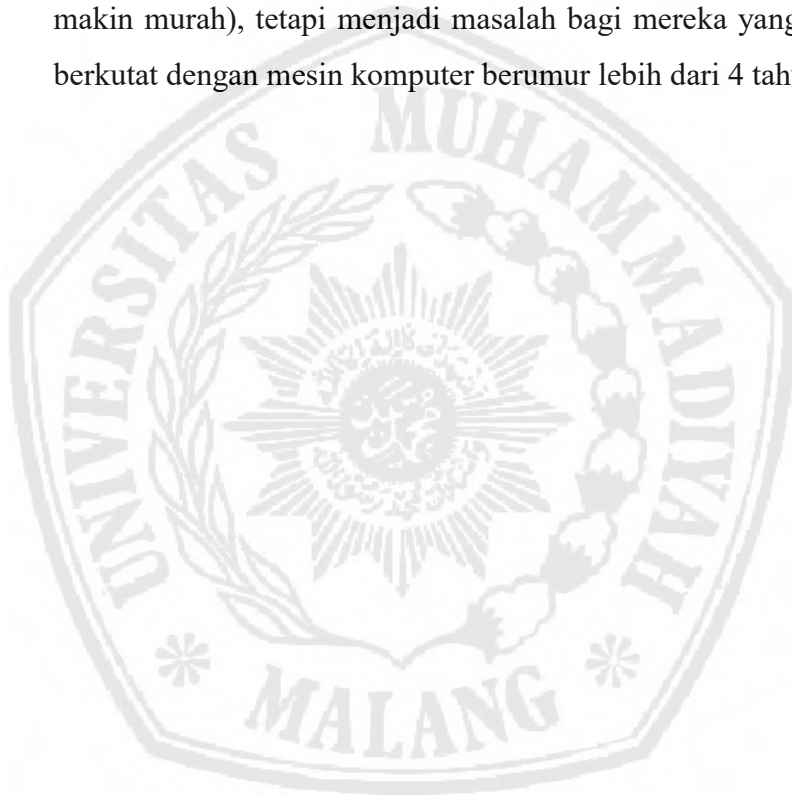 makin murah), tetapi menjadi masalah bagi mereka yang
berkutat dengan mesin komputer berumur lebih dari 4 tah
UNIVERSITAS MUHAMMADIYAH
MALANG